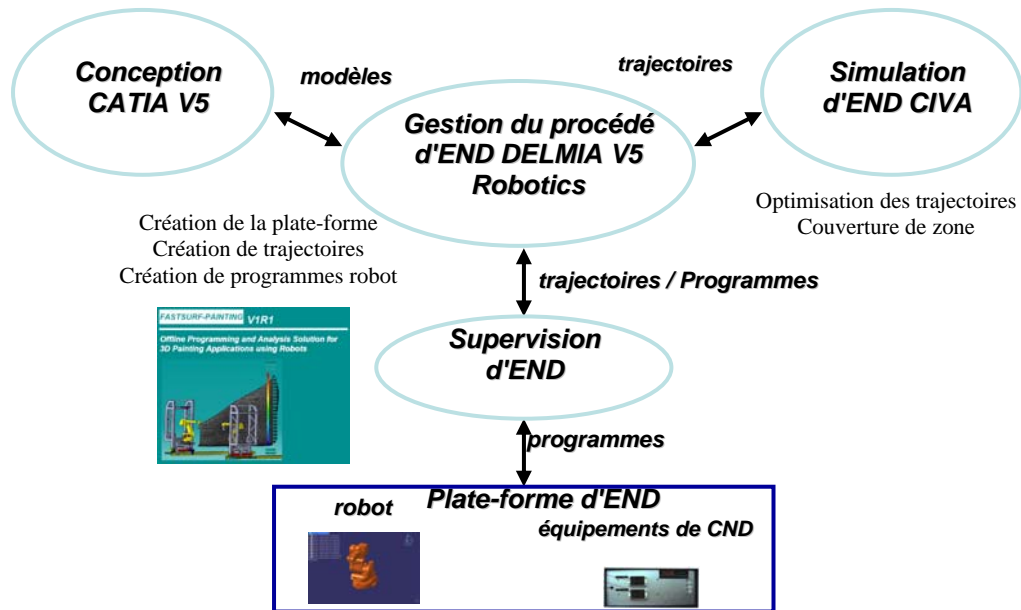 Conception
CATIA V5
modèles
trajectoires
Simulation
d'END CIVA
Gestion du procédé
d'END DELMIA V5
Robotics
Optimisation des trajectoires
Couverture de zone
Création de la plate-forme
Création de trajectoires
Création de programmes robot
trajectoires / Programmes
FASTSURF-PAINTING V1R1
Offline Programming and Analysis Solution for
3D Painting Applications using Robots
Supervision
d'END
programmes
Plate-forme d'END
robot
équipements de CND